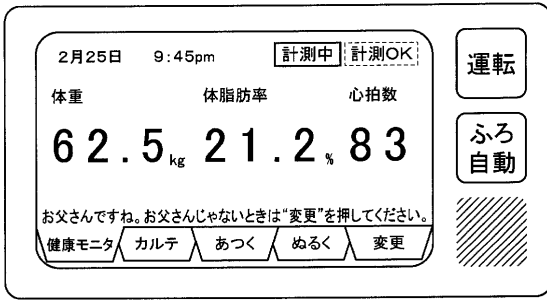 2月25日 9:45pm 計測中 計測OK
運転
体重 体脂肪率 心拍数
62.5kg 21.2% 83
ふろ
自動
お父さんですね。お父さんじゃないときは“変更”を押してください。
健康モニタ カルテ あつく ぬるく 変更